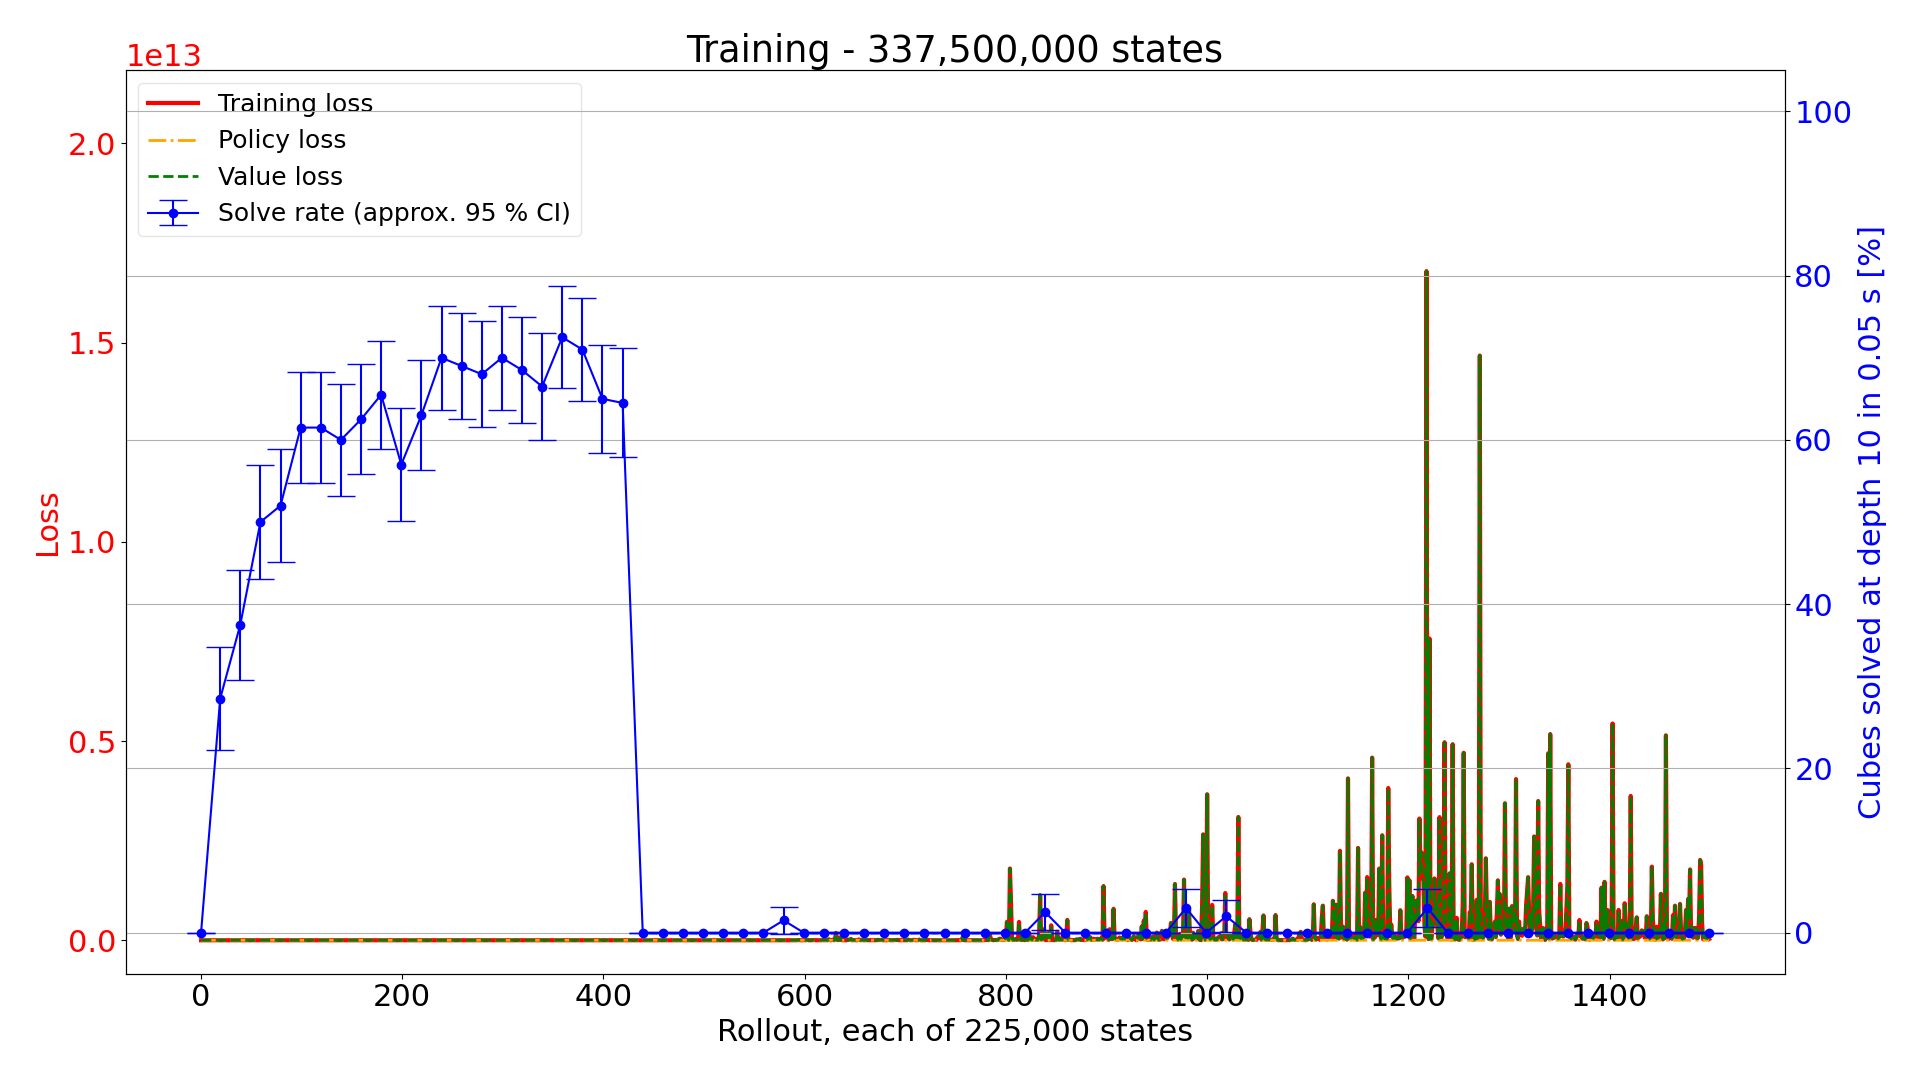 Training - 337,500,000 states
1e13
Training loss
Policy loss
Value loss
Solve rate (approx. 95 % CI)
2.0
1.5
1.0
0.5
0.0
Loss
100
80
60
40
20
0
Cubes solved at depth 10 in 0.05 s [%]
0 200 400 600 800 1000 1200 1400
Rollout, each of 225,000 states